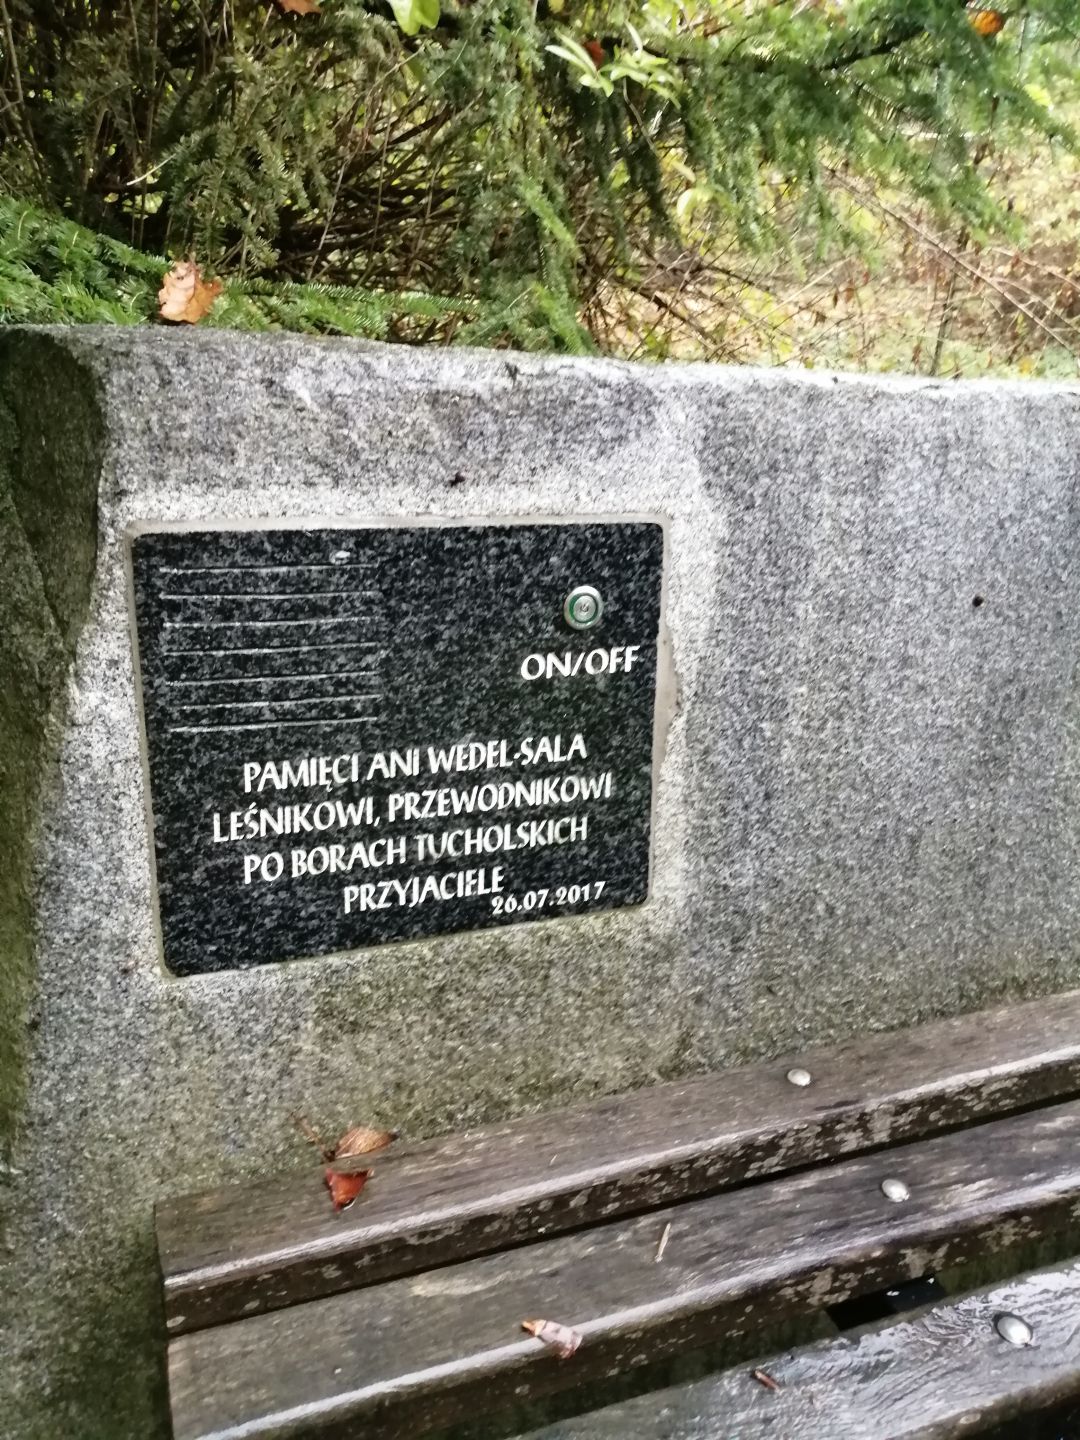 ON/OFF
PAMIĘCI ANI WEDEL-SALA
LEŚNIKOWI, PRZEWODNIKOWI
PO BORACH TUCHOLSKICH
PRZYJACIELE
26.07.2017